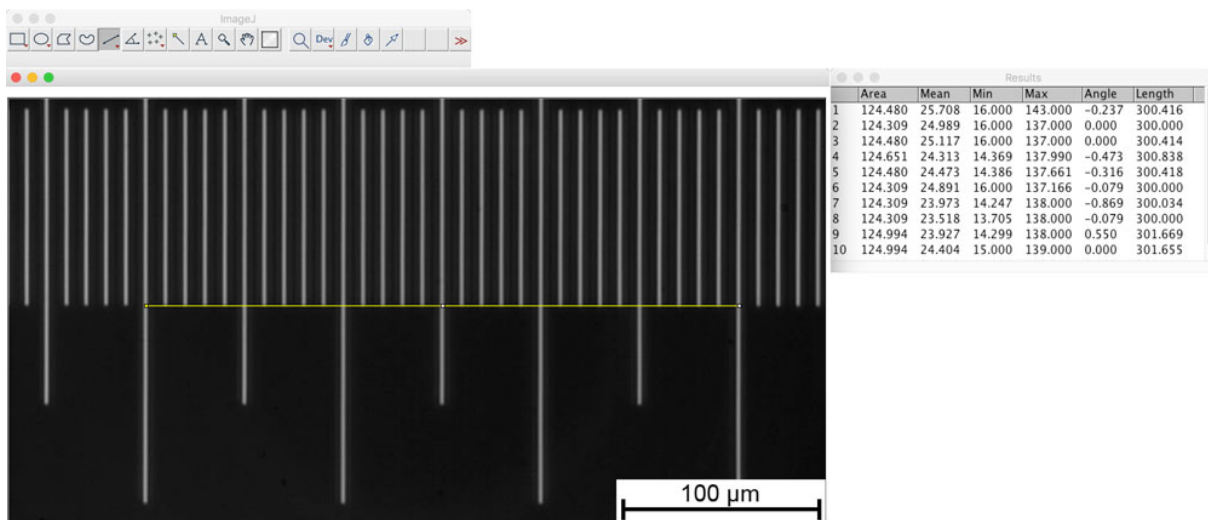 ImageJ
A Dev >>
Results
Area Mean Min Max Angle Length
1 124.480 25.708 16.000 143.000 −0.237 300.416
2 124.309 24.989 16.000 137.000 0.000 300.000
3 124.480 25.117 16.000 137.000 0.000 300.414
4 124.651 24.313 14.369 137.990 −0.473 300.838
5 124.480 24.473 14.386 137.661 −0.316 300.418
6 124.309 24.891 16.000 137.166 −0.079 300.000
7 124.309 23.973 14.247 138.000 −0.869 300.034
8 124.309 23.518 13.705 138.000 −0.079 300.000
9 124.994 23.927 14.299 138.000 0.550 301.669
10 124.994 24.404 15.000 139.000 0.000 301.655
100 μm